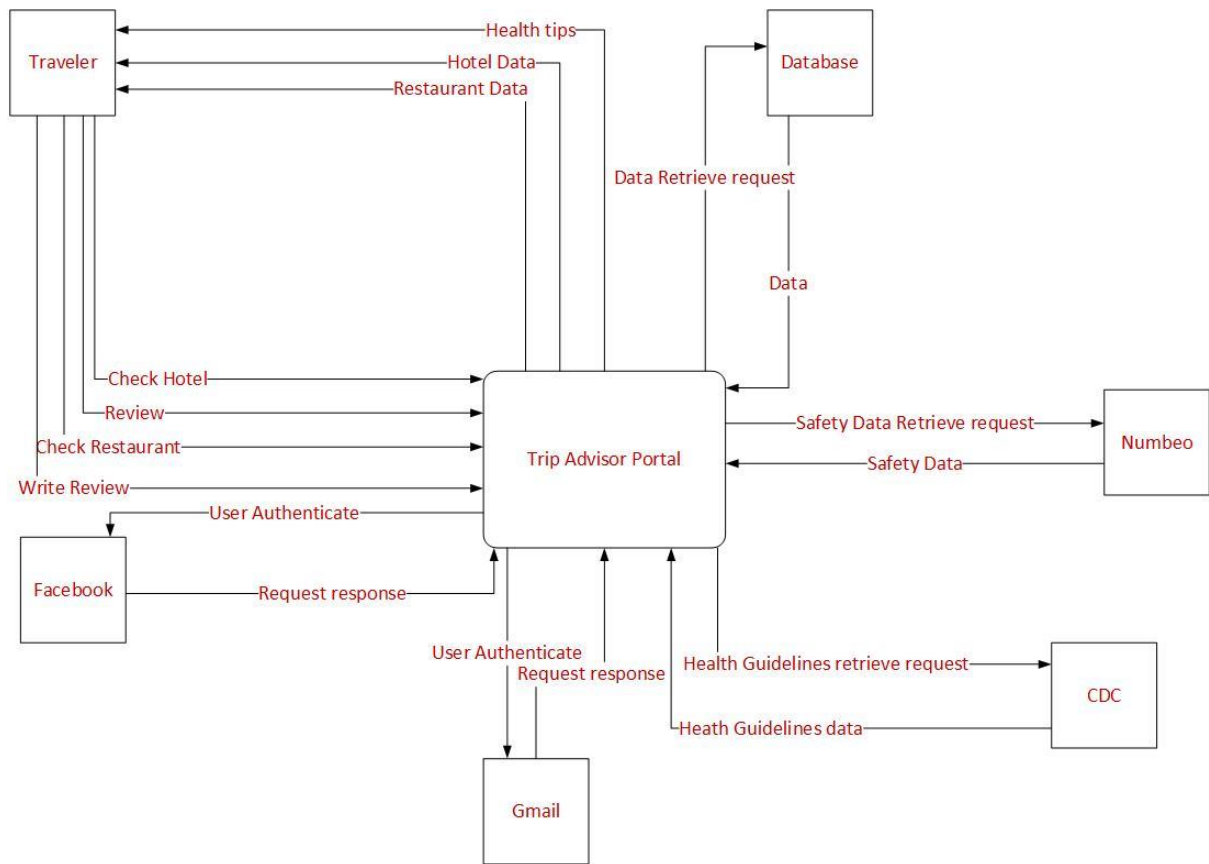 Health tips
Traveler
Hotel Data
Database
Restaurant Data
Data Retrieve request
Data
Check Hotel
Review
Safety Data Retrieve request
Check Restaurant
Trip Advisor Portal
Numbeo
Safety Data
Write Review
User Authenticate
Facebook
Request response
User Authenticate
Request response
Health Guidelines retrieve request
CDC
Heath Guidelines data
Gmail